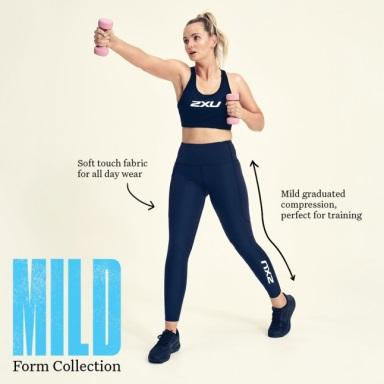 2XU
Soft touch fabric
for all day wear
Mild graduated
compression,
perfect for training
2XU
MILD
Form Collection